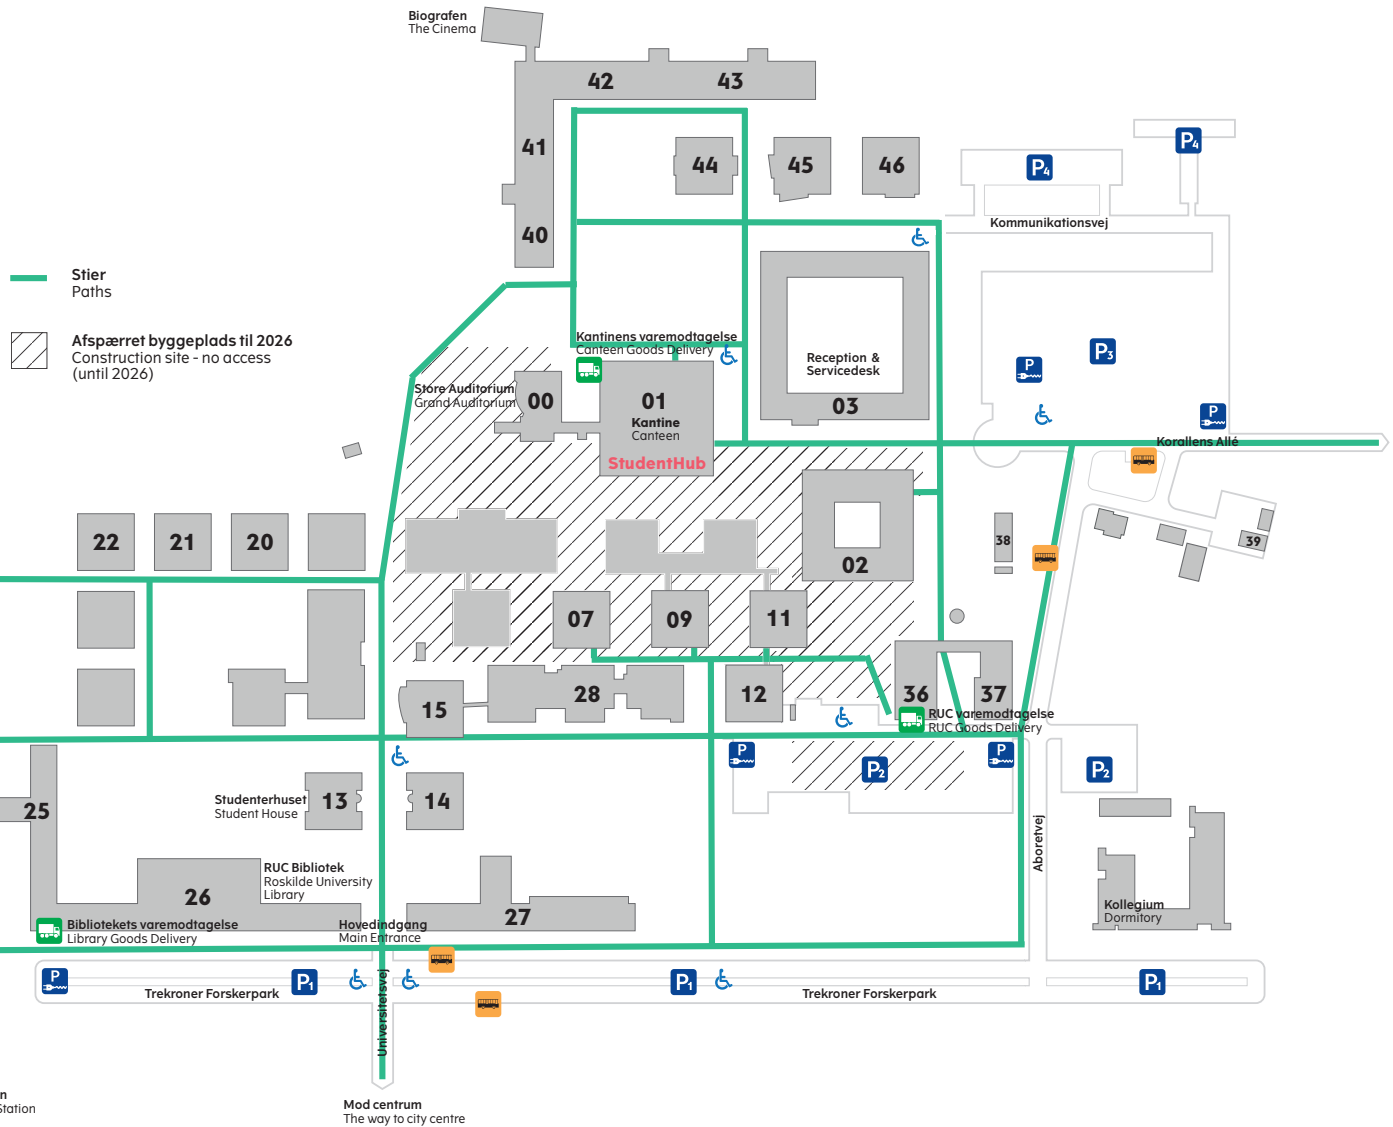 Biografen
The Cinema
42
43
41
44
45
46
P4
P4
40
Kommunikationsvej
Stier
Paths
Afspærret byggeplads til 2026
Construction site - no access
(until 2026)
Kantinens varemodtagelse
Canteen Goods Delivery
Reception &
Servicedesk
03
P3
P
P
Store Auditorium
Grand Auditorium
00
01
Kantine
Canteen
StudentHub
Korallens Allé
22
21
20
02
38
39
07
09
11
15
28
12
36
37
RUC varemodtagelse
RUC Goods Delivery
P
P2
P
P2
Studenterhuset
Student House
13
14
25
Aboretvej
RUC Bibliotek
Roskilde University
Library
26
27
Kollegium
Dormitory
Bibliotekets varemodtagelse
Library Goods Delivery
Hovedindgang
Main Entrance
P
P1
P1
P1
Trekroner Forskerpark
Trekroner Forskerpark
Universitetsvej
n
Station
Mod centrum
The way to city centre